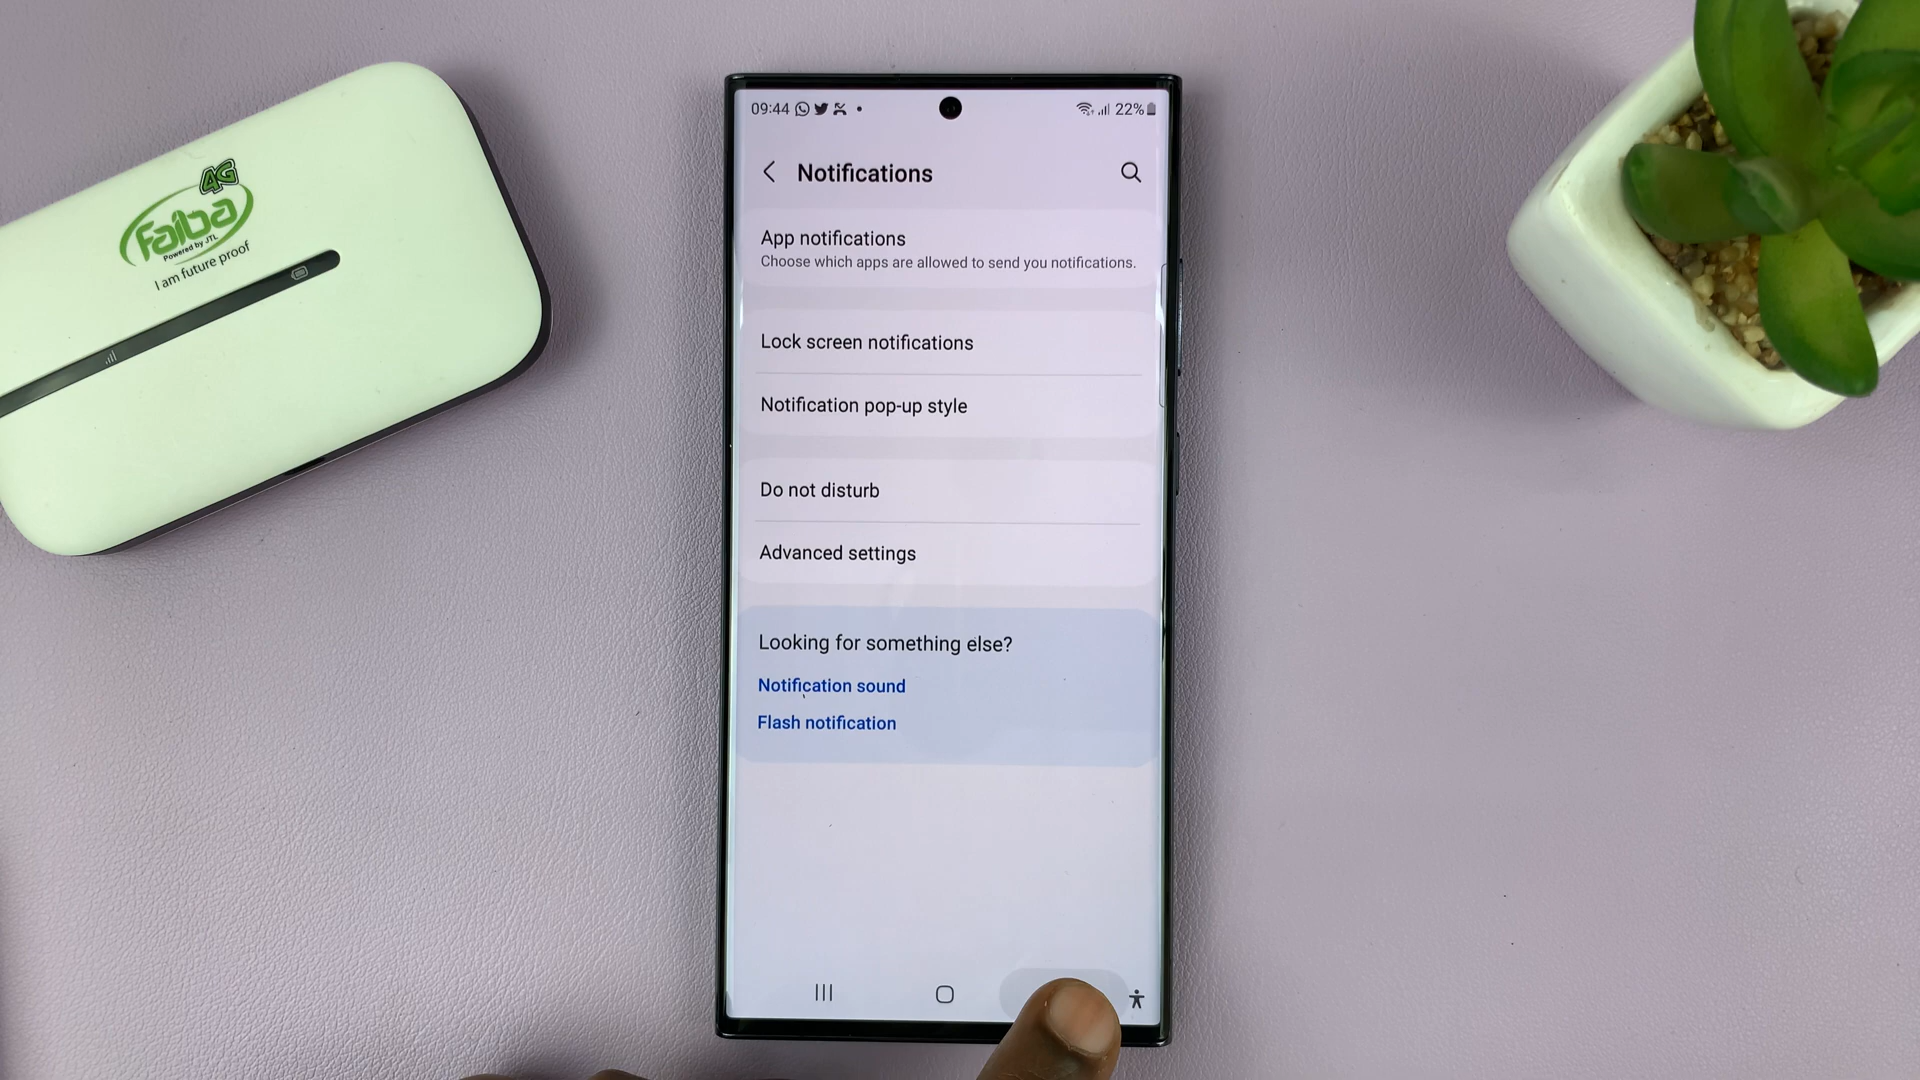 4G
Faiba
Powered by JTL
I am future proof
09:44
22%
Notifications
App notifications
Choose which apps are allowed to send you notifications.
Lock screen notifications
Notification pop-up style
Do not disturb
Advanced settings
Looking for something else?
Notification sound
Flash notification